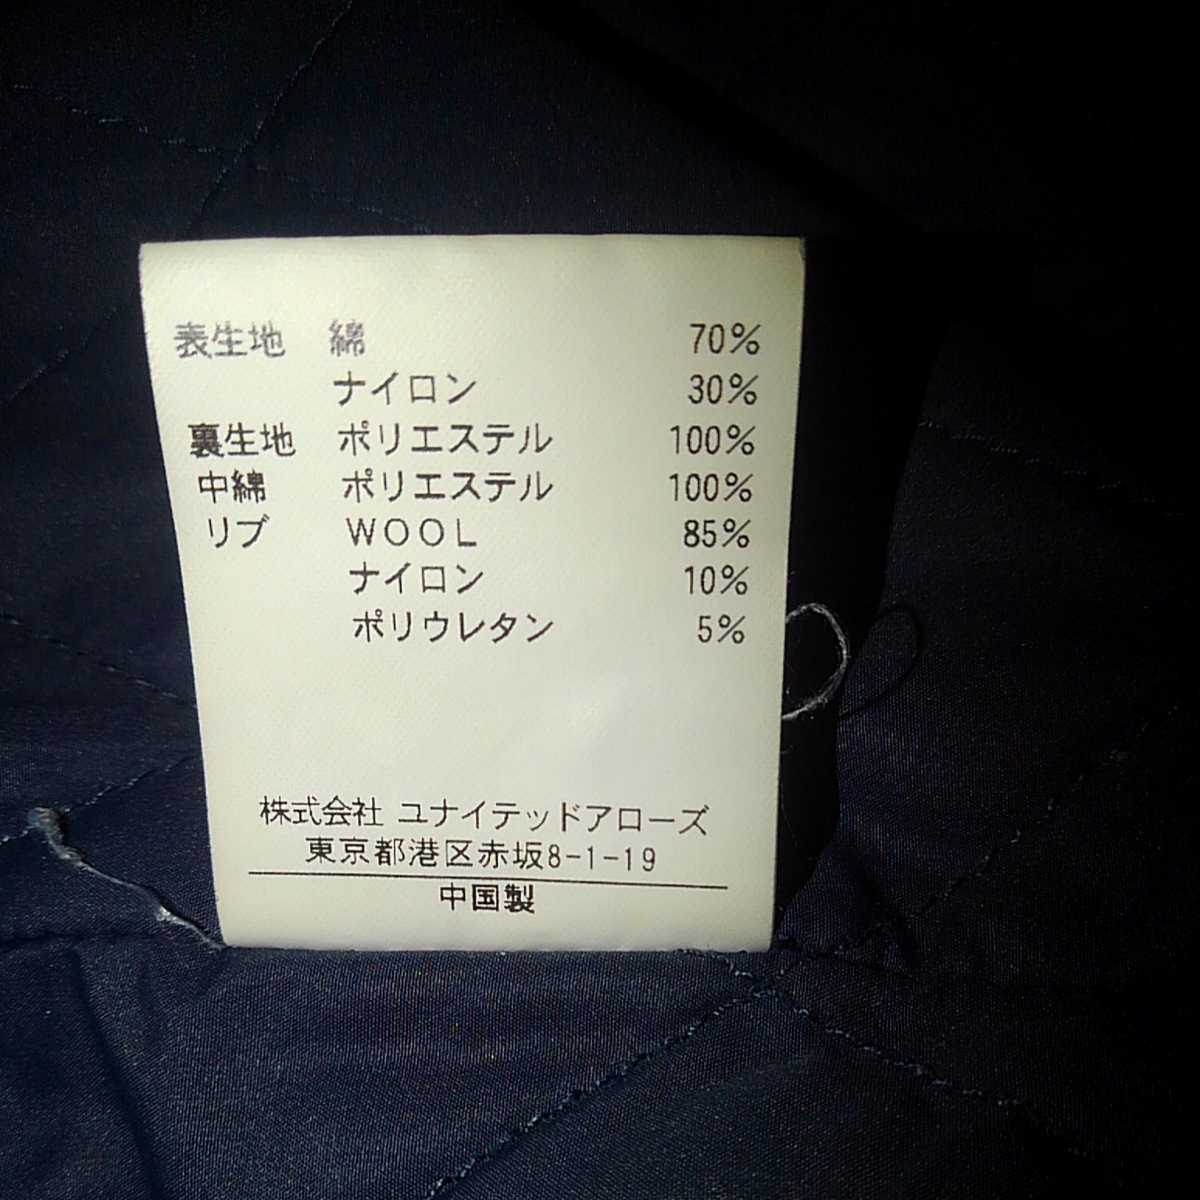 表生地 綿 70%
ナイロン 30%
裏生地 ポリエステル 100%
中綿 ポリエステル 100%
リブ WOOL 85%
ナイロン 10%
ポリウレタン 5%
株式会社 ユナイテッドアローズ
東京都港区赤坂8-1-19
中国製